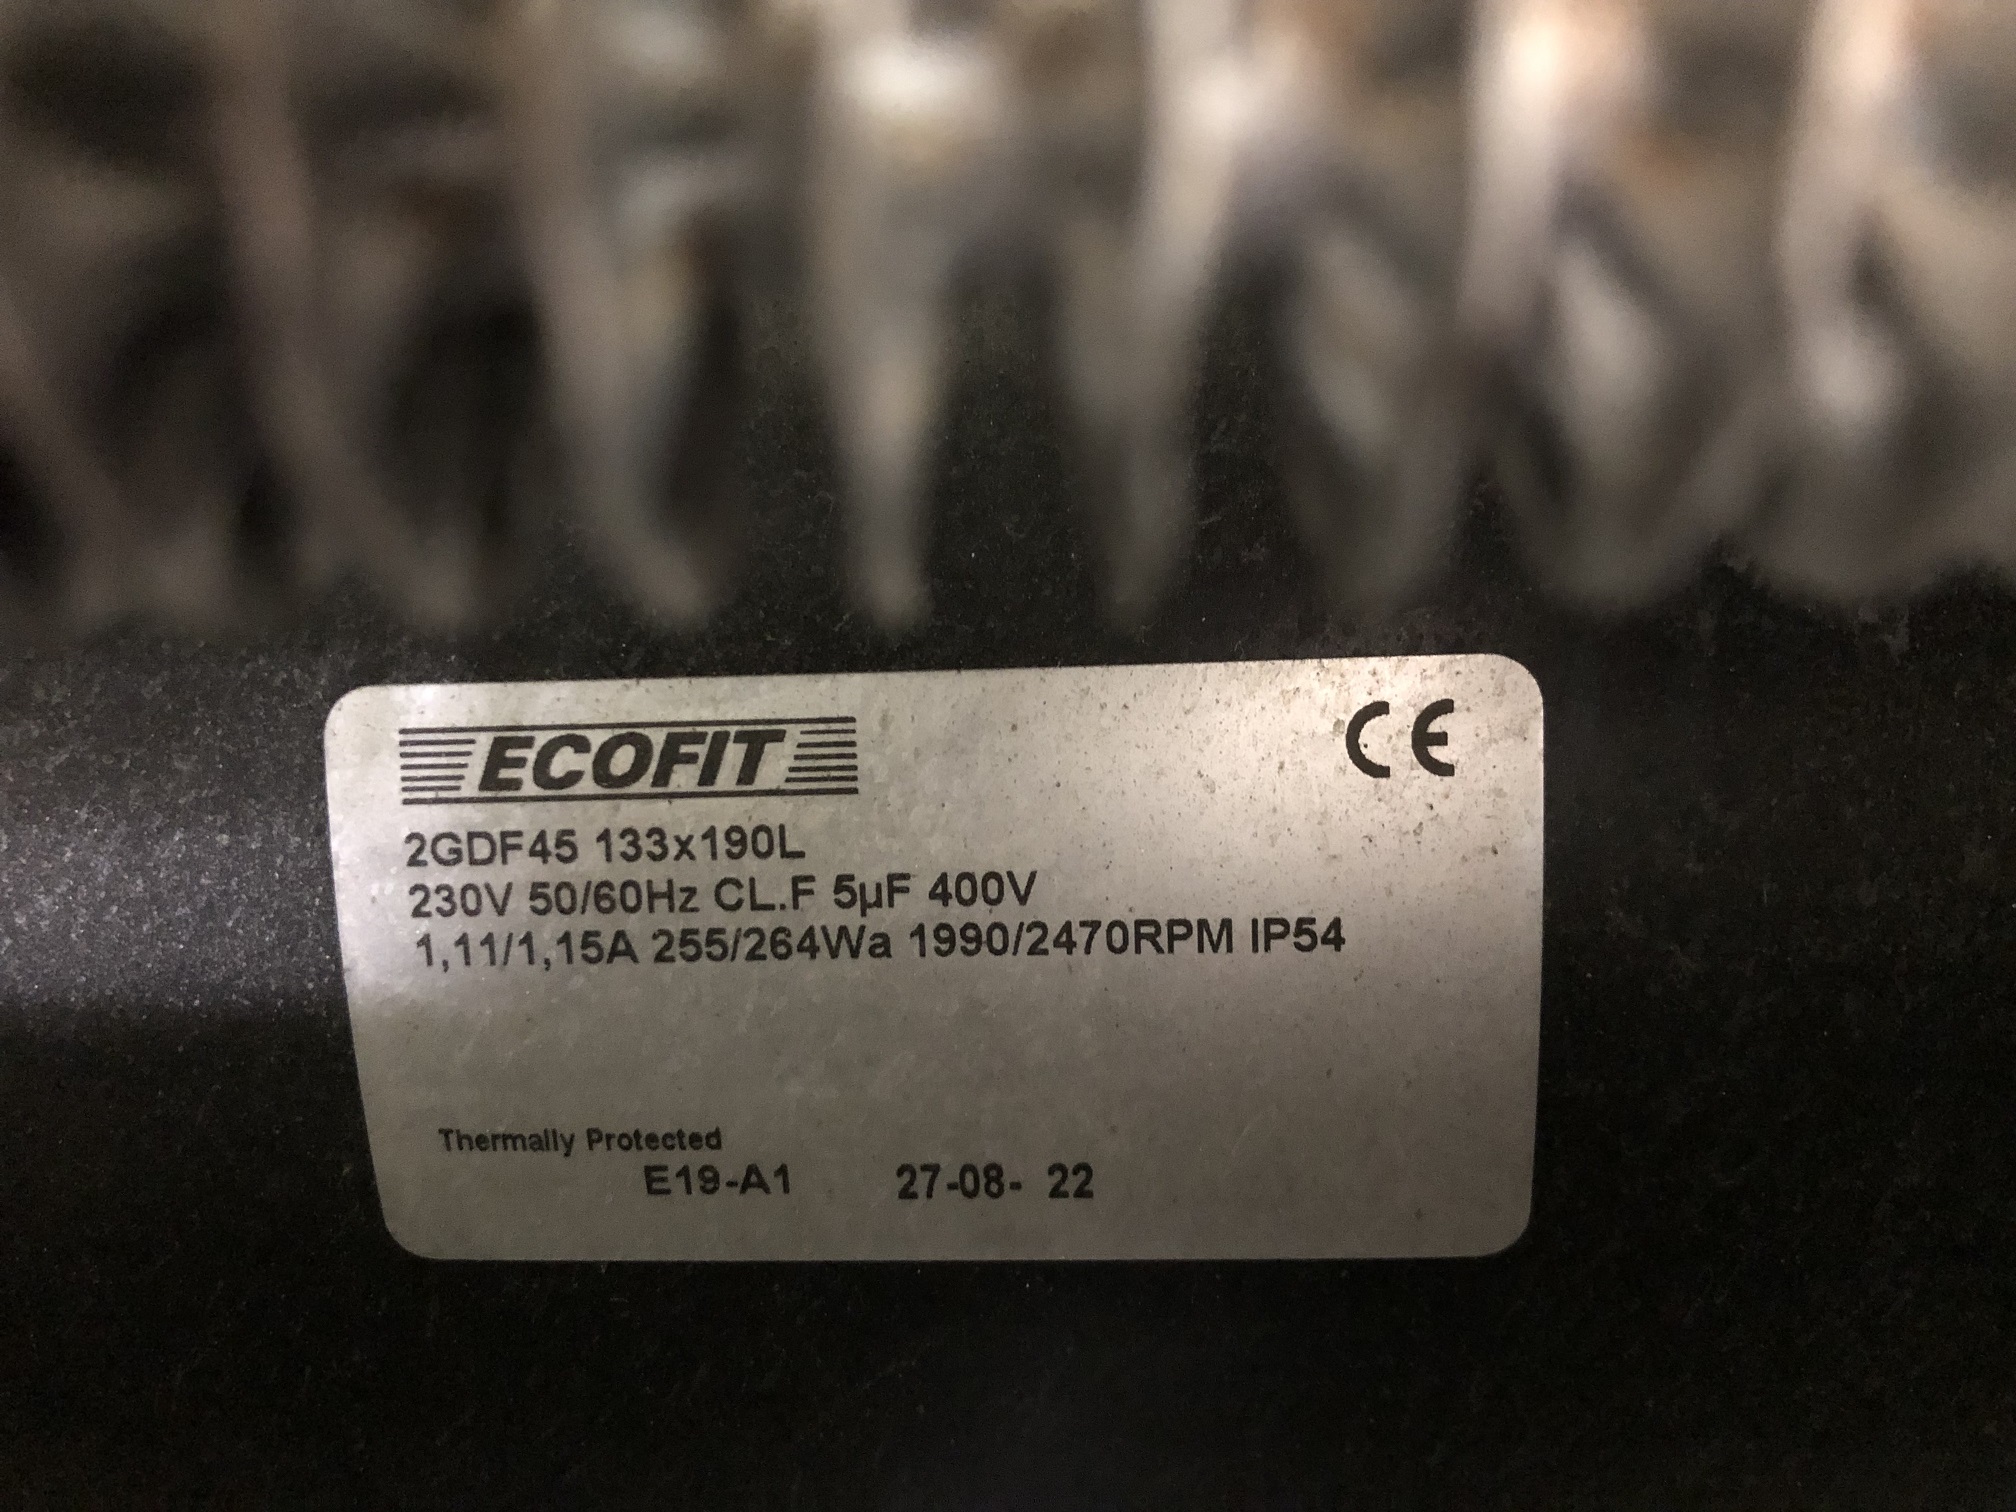 ECOFIT
CE
2GDF45 133x190L
230V 50/60Hz CL.F 5µF 400V
1,11/1,15A 255/264Wa 1990/2470RPM IP54
Thermally Protected
E19-A1 27-08- 22